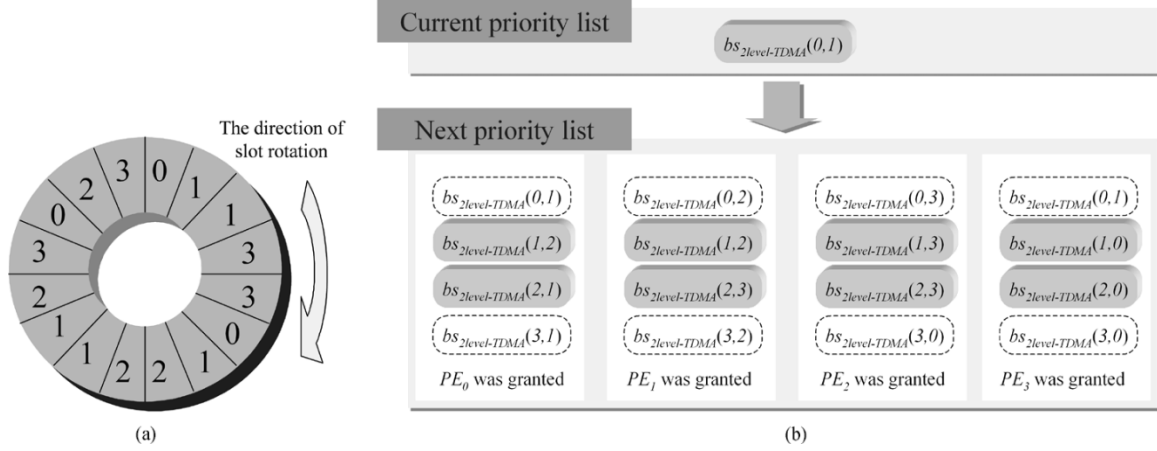 Current priority list
bs2level-TDMA(0,1)
Next priority list
The direction of
slot rotation
0
1
1
3
3
0
1
2
2
1
1
2
3
0
2
3
(a)
bs2level-TDMA(0,1)
bs2level-TDMA(1,2)
bs2level-TDMA(2,1)
bs2level-TDMA(3,1)
PE0 was granted
bs2level-TDMA(0,2)
bs2level-TDMA(1,2)
bs2level-TDMA(2,3)
bs2level-TDMA(3,2)
PE1 was granted
bs2level-TDMA(0,3)
bs2level-TDMA(1,3)
bs2level-TDMA(2,3)
bs2level-TDMA(3,0)
PE2 was granted
bs2level-TDMA(0,1)
bs2level-TDMA(1,0)
bs2level-TDMA(2,0)
bs2level-TDMA(3,0)
PE3 was granted
(b)